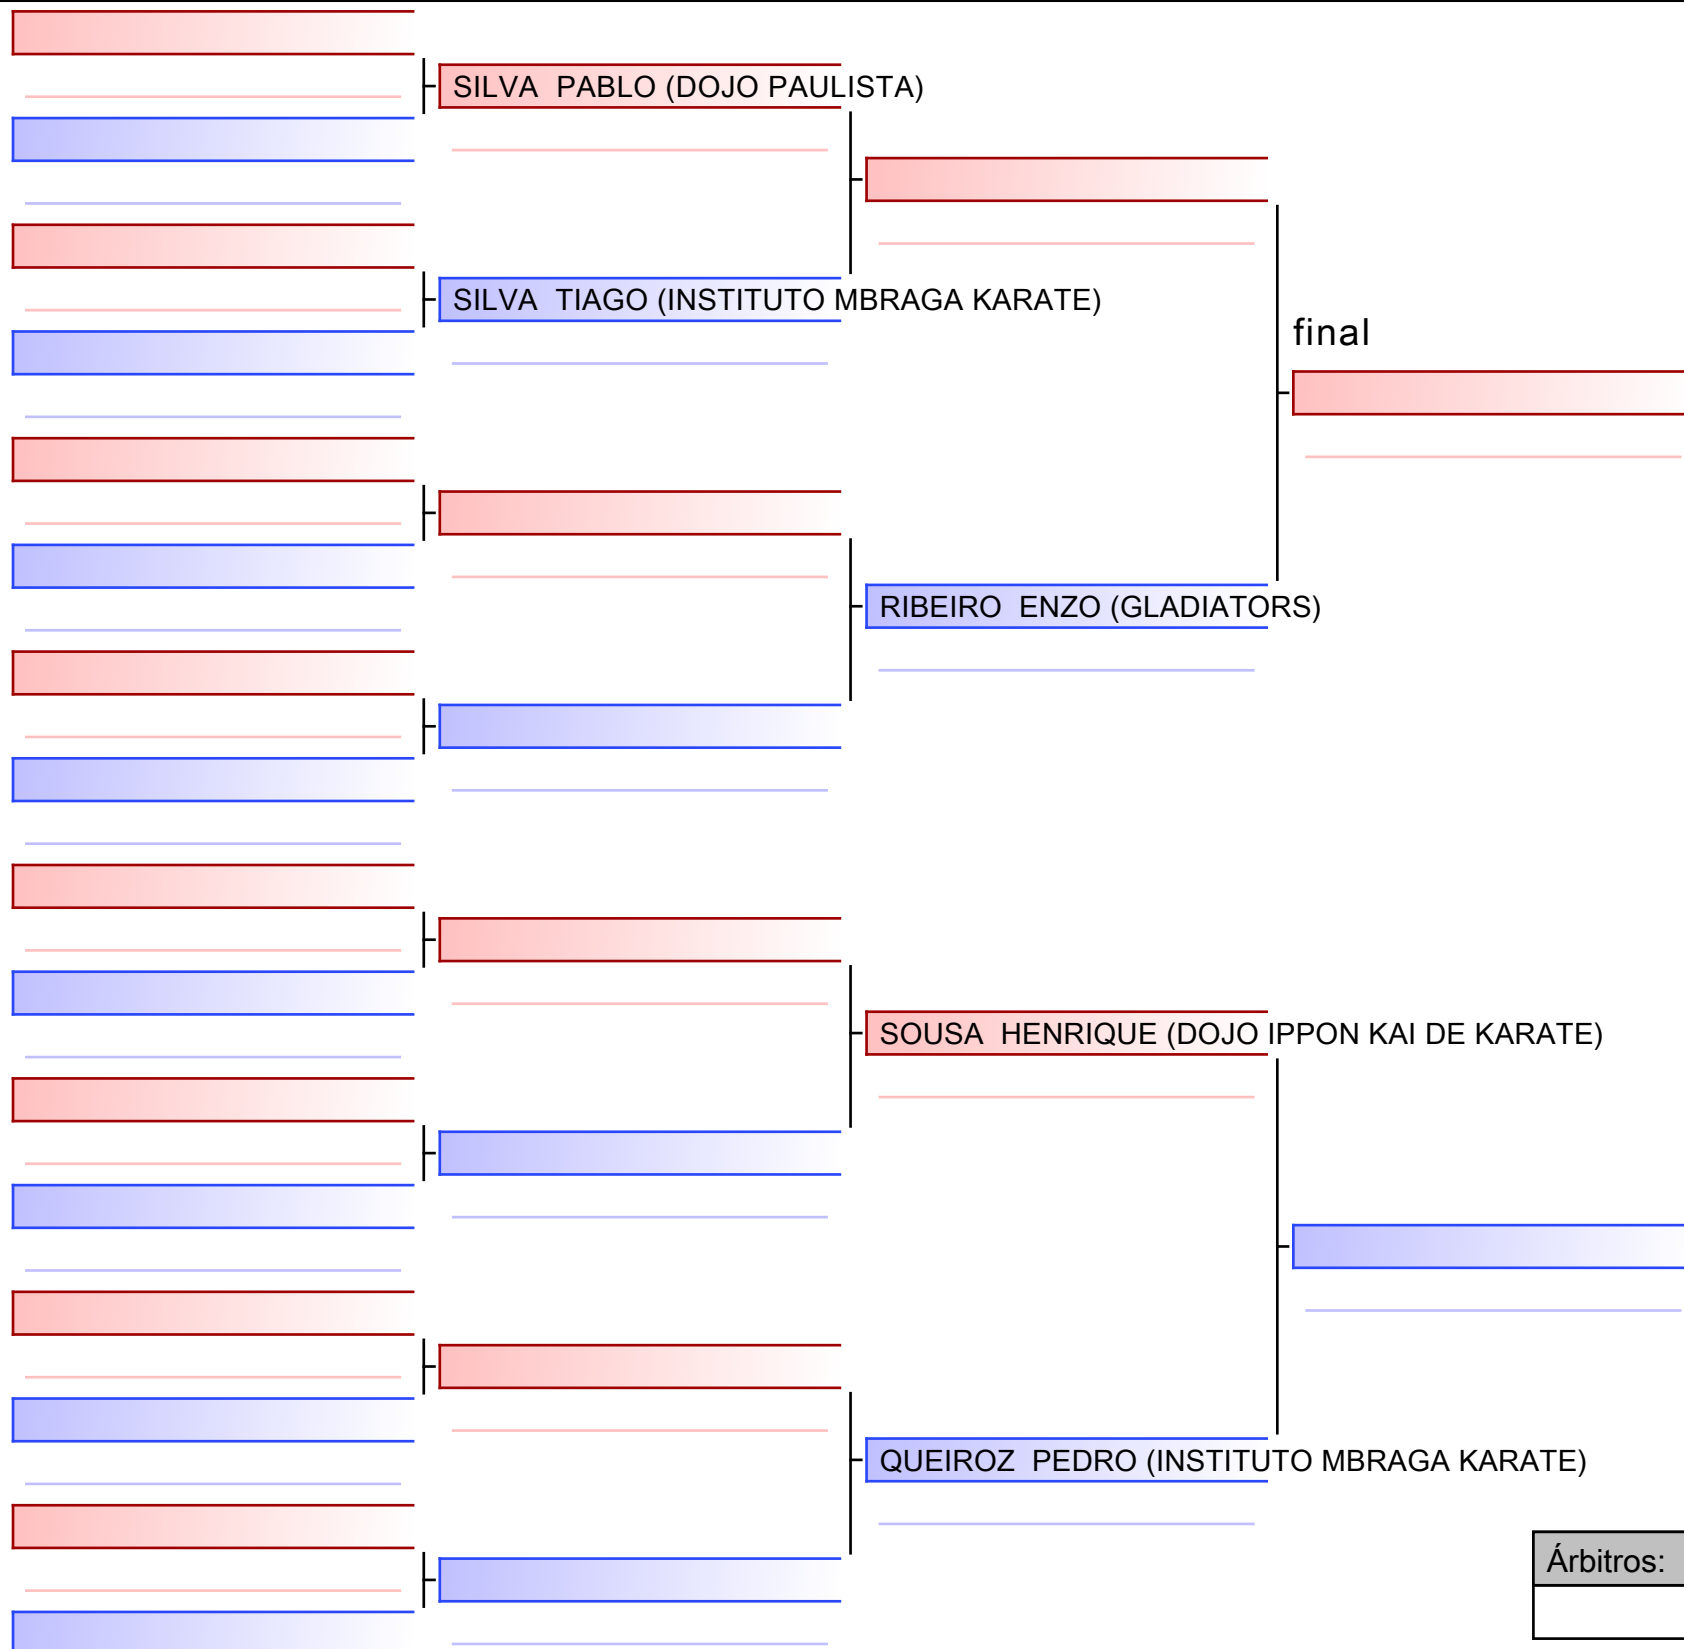 SILVA  PABLO (DOJO PAULISTA)
SILVA  TIAGO (INSTITUTO MBRAGA KARATE)
final
RIBEIRO  ENZO (GLADIATORS)
SOUSA  HENRIQUE (DOJO IPPON KAI DE KARATE)
QUEIROZ  PEDRO (INSTITUTO MBRAGA KARATE)
Árbitros: